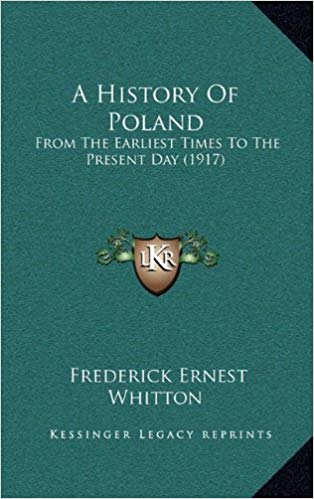 A History Of
Poland
From The Earliest Times To The
Present Day (1917)
LKR
Frederick Ernest
Whitton
Kessinger Legacy Reprints